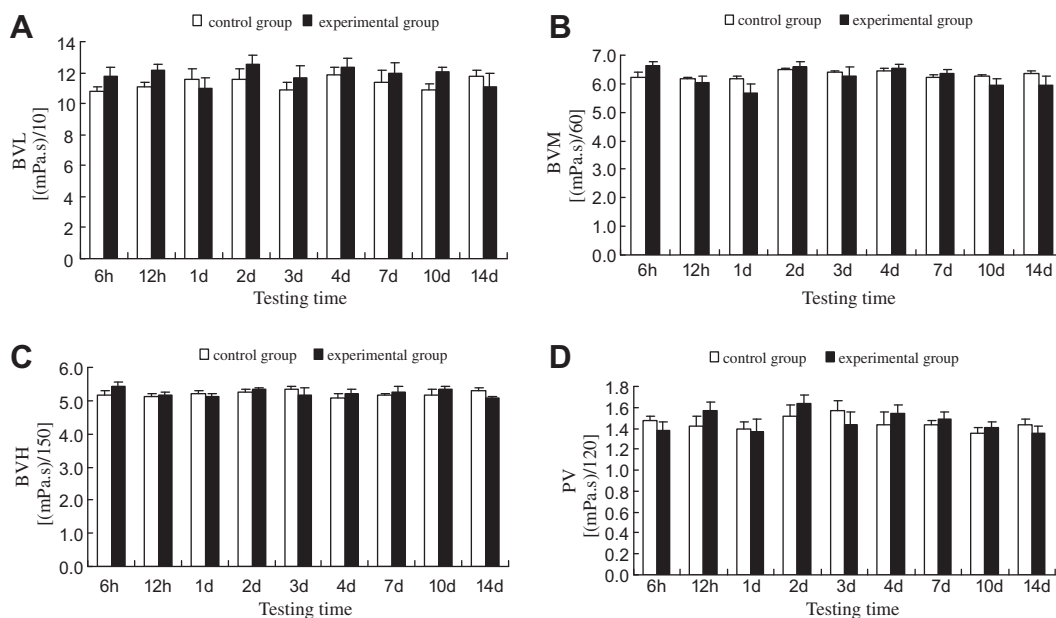 A
control group experimental group
14
12
10
8
6
4
2
0
BVL
[(mPa.s)/10]
6h 12h 1d 2d 3d 4d 7d 10d 14d
Testing time
B
control group experimental group
7.0
6.0
5.0
4.0
3.0
2.0
1.0
0.0
BVM
[(mPa.s)/60]
6h 12h 1d 2d 3d 4d 7d 10d 14d
Testing time
C
control group experimental group
6.0
5.0
4.0
3.0
2.0
1.0
0.0
BVH
[(mPa.s)/150]
6h 12h 1d 2d 3d 4d 7d 10d 14d
Testing time
D
control group experimental group
1.8
1.6
1.4
1.2
1.0
0.8
0.6
0.4
0.2
0.0
PV
[(mPa.s)/120]
6h 12h 1d 2d 3d 4d 7d 10d 14d
Testing time